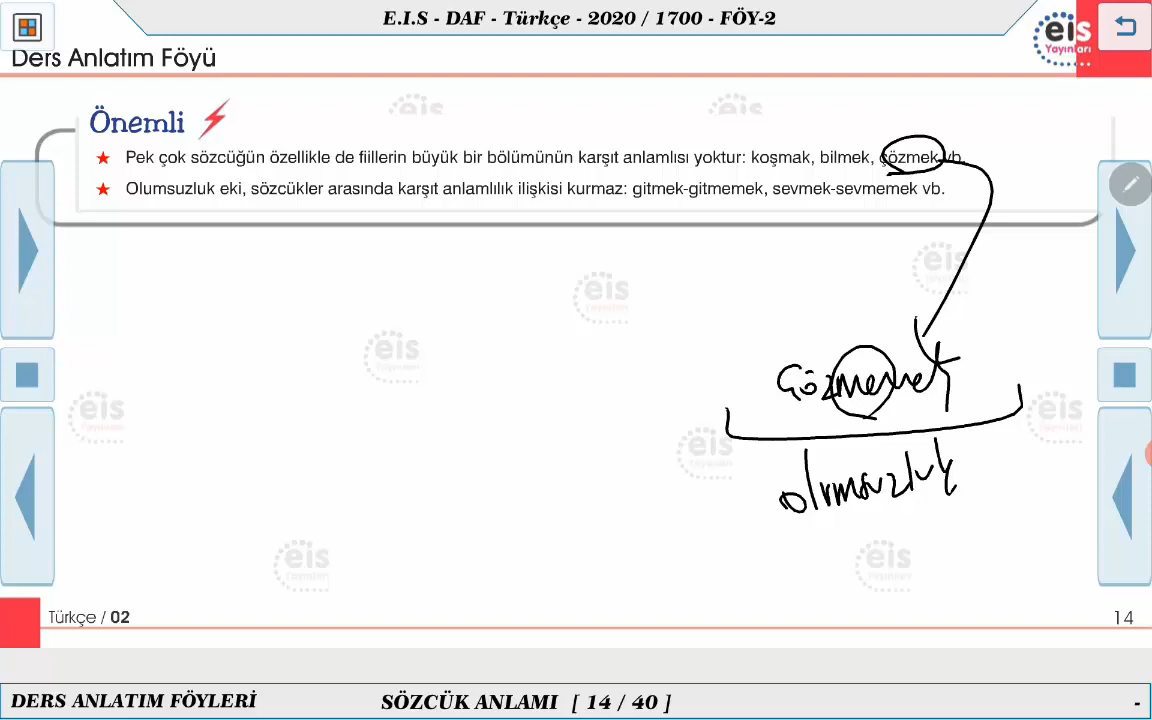 E.I.S - DAF - Türkçe - 2020 / 1700 - FÖY-2
eis
Yayınları
Ders Anlatım Föyü
Önemli
★ Pek çok sözcüğün özellikle de fiillerin büyük bir bölümünün karşıt anlamlısı yoktur: koşmak, bilmek, çözmek vb.
★ Olumsuzluk eki, sözcükler arasında karşıt anlamlılık ilişkisi kurmaz: gitmek-gitmemek, sevmek-sevmemek vb.
çözmemek
olumsuzluk
Türkçe / 02
14
DERS ANLATIM FÖYLERİ
SÖZCÜK ANLAMI [ 14 / 40 ]
-